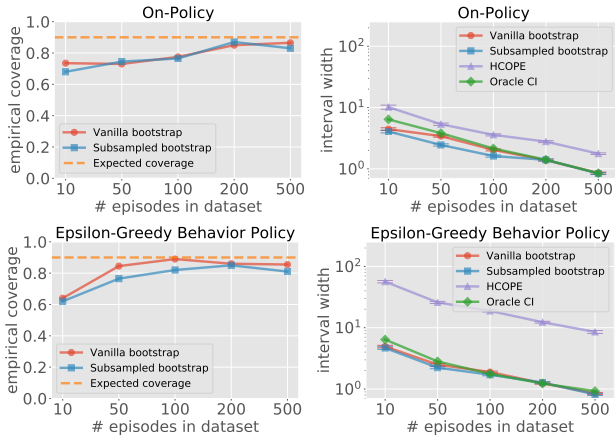 On-Policy
empirical coverage
1.0
0.8
0.6
0.4
0.2
0.0
Vanilla bootstrap
Subsampled bootstrap
Expected coverage
10 50 100 200 500
# episodes in dataset
On-Policy
interval width
10²
10¹
10⁰
Vanilla bootstrap
Subsampled bootstrap
HCOPE
Oracle CI
10 50 100 200 500
# episodes in dataset
Epsilon-Greedy Behavior Policy
empirical coverage
1.0
0.8
0.6
0.4
0.2
0.0
Vanilla bootstrap
Subsampled bootstrap
Expected coverage
10 50 100 200 500
# episodes in dataset
Epsilon-Greedy Behavior Policy
interval width
10²
10¹
10⁰
Vanilla bootstrap
Subsampled bootstrap
HCOPE
Oracle CI
10 50 100 200 500
# episodes in dataset